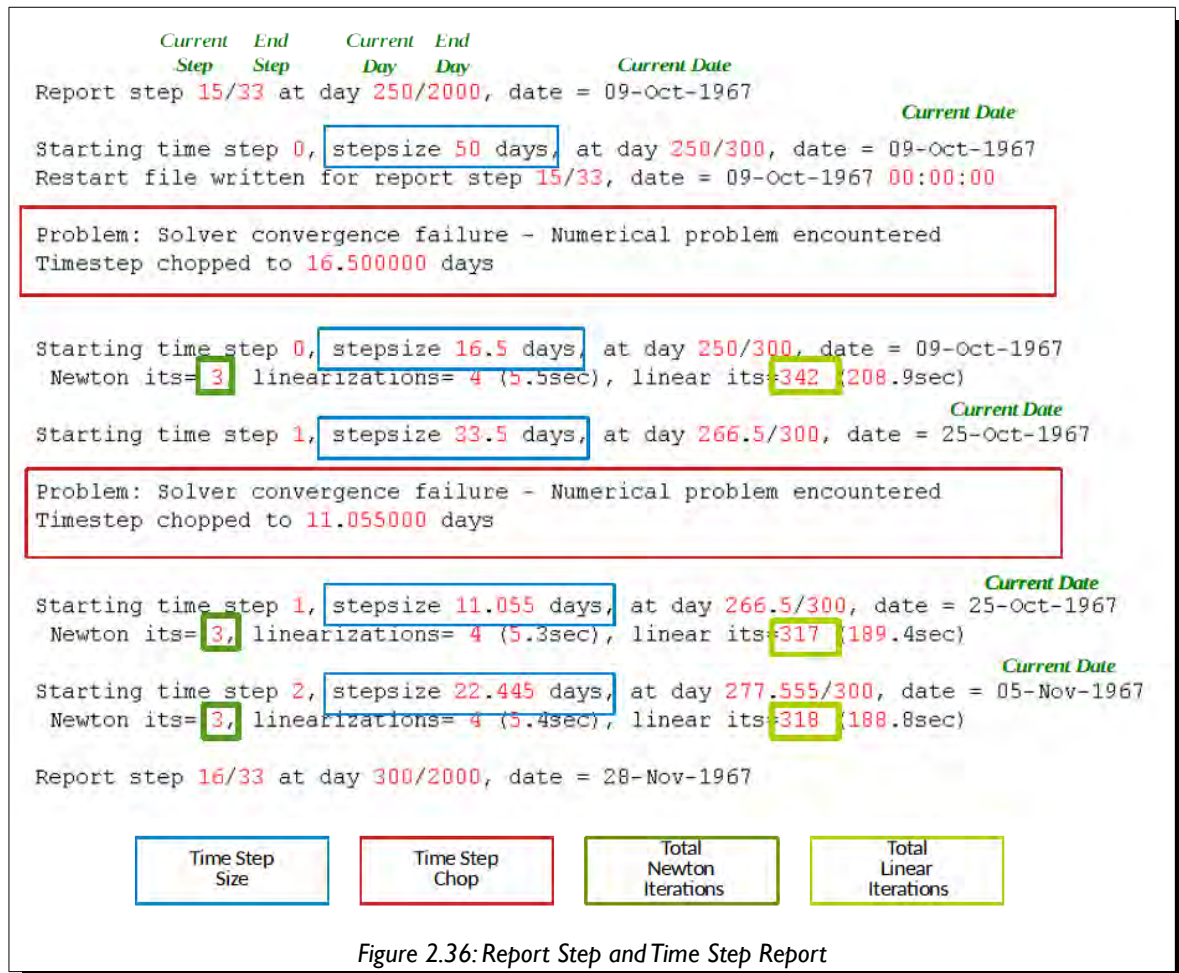 Current End Current End
Step Step Day Day Current Date
Report step 15/33 at day 250/2000, date = 09-Oct-1967
Current Date
Starting time step 0, stepsize 50 days, at day 250/300, date = 09-Oct-1967
Restart file written for report step 15/33, date = 09-Oct-1967 00:00:00
Problem: Solver convergence failure - Numerical problem encountered
Timestep chopped to 16.500000 days
Starting time step 0, stepsize 16.5 days, at day 250/300, date = 09-Oct-1967
Newton its= 3, linearizations= 4 (5.5sec), linear its=342 (208.9sec)
Current Date
Starting time step 1, stepsize 33.5 days, at day 266.5/300, date = 25-Oct-1967
Problem: Solver convergence failure - Numerical problem encountered
Timestep chopped to 11.055000 days
Current Date
Starting time step 1, stepsize 11.055 days, at day 266.5/300, date = 25-Oct-1967
Newton its= 3, linearizations= 4 (5.3sec), linear its=317 (189.4sec)
Current Date
Starting time step 2, stepsize 22.445 days, at day 277.555/300, date = 05-Nov-1967
Newton its= 3, linearizations= 4 (5.4sec), linear its=318 (188.8sec)
Report step 16/33 at day 300/2000, date = 28-Nov-1967
Time Step
Size
Time Step
Chop
Total
Newton
Iterations
Total
Linear
Iterations
Figure 2.36: Report Step and Time Step Report